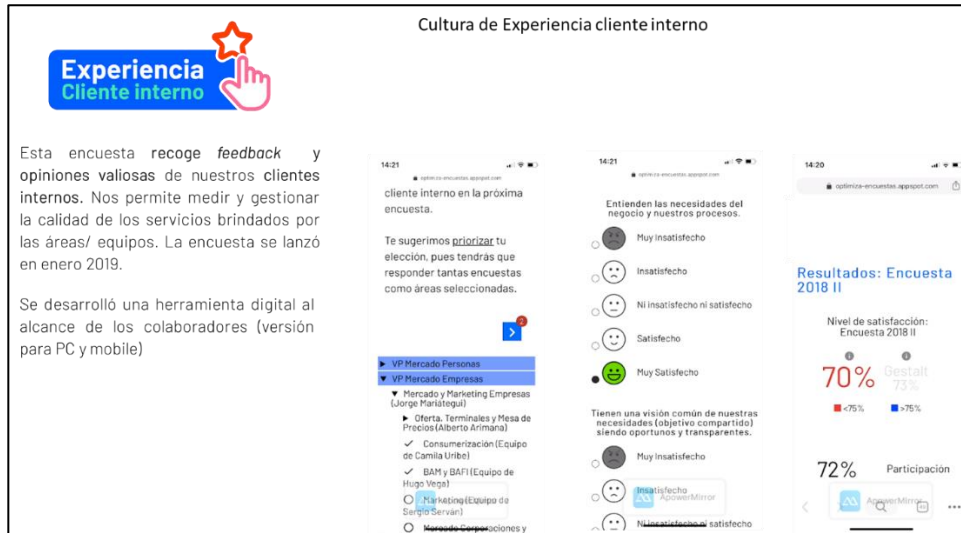 Cultura de Experiencia cliente interno
Experiencia
Cliente interno
Esta encuesta recoge feedback y
opiniones valiosas de nuestros clientes
internos. Nos permite medir y gestionar
la calidad de los servicios brindados por
las áreas/ equipos. La encuesta se lanzó
en enero 2019.
Se desarrolló una herramienta digital al
alcance de los colaboradores (versión
para PC y mobile)
14:21
optimiza-encuestas.appspot.com
cliente interno en la próxima
encuesta.
Te sugerimos priorizar tu
elección, pues tendrás que
responder tantas encuestas
como áreas seleccionadas.
2
VP Mercado Personas
VP Mercado Empresas
Mercado y Marketing Empresas
(Jorge Mariátegui)
Oferta, Terminales y Mesa de
Precios (Alberto Arimana)
Consumerización (Equipo
de Camila Uribe)
BAM y BAFI (Equipo de
Hugo Vega)
Marketing (Equipo de
Sergio Serván)
Mercado Corporaciones y
14:21
optimiza-encuestas.appspot.com
Entienden las necesidades del
negocio y nuestros procesos.
Muy Insatisfecho
Insatisfecho
Ni insatisfecho ni satisfecho
Satisfecho
Muy Satisfecho
Tienen una visión común de nuestras
necesidades (objetivo compartido)
siendo oportunos y transparentes.
Muy Insatisfecho
Insatisfecho
ApowerMirror
Ni insatisfecho ni satisfecho
14:20
optimiza-encuestas.appspot.com
Resultados: Encuesta
2018 II
Nivel de satisfacción:
Encuesta 2018 II
70%
Gestalt
73%
<75%
>75%
72%
Participación
ApowerMirror